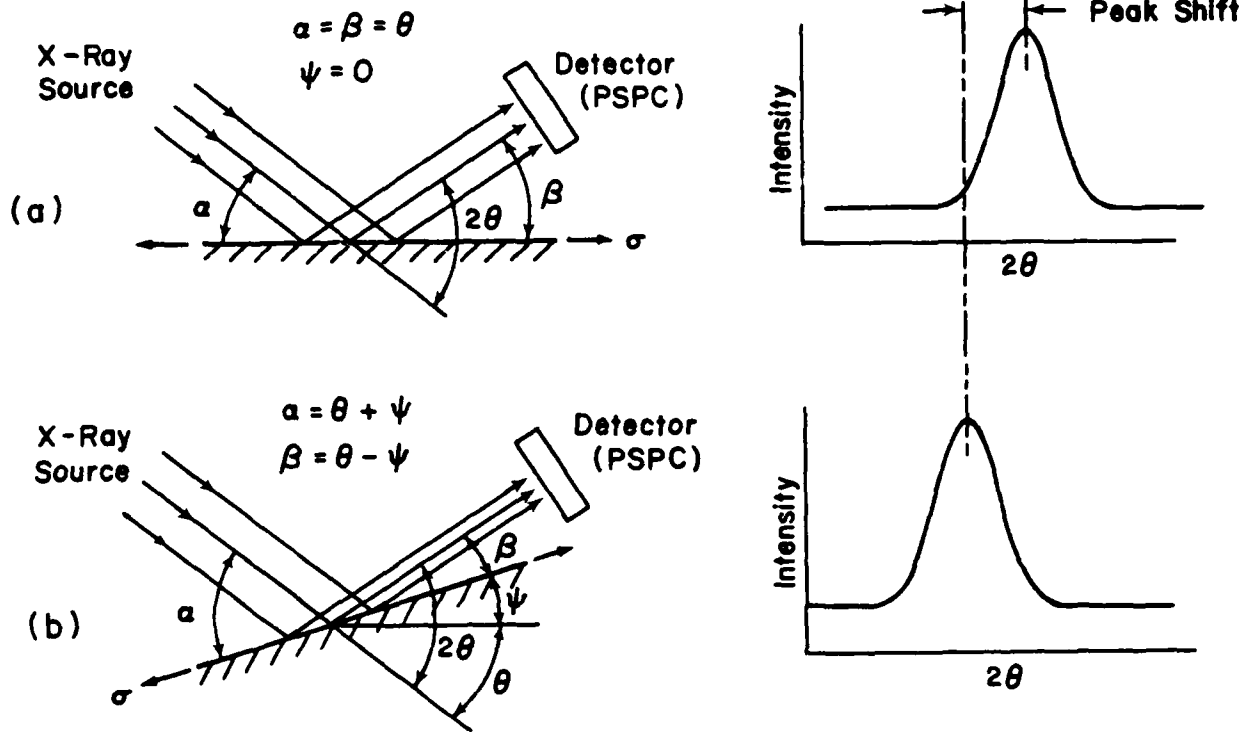 Peak Shift
α = β = θ
ψ = 0
X-Ray
Source
Detector
(PSPC)
(a)
α
2θ
β
σ
Intensity
2θ
α = θ + ψ
β = θ - ψ
X-Ray
Source
Detector
(PSPC)
(b)
α
β
ψ
2θ
θ
σ
Intensity
2θ